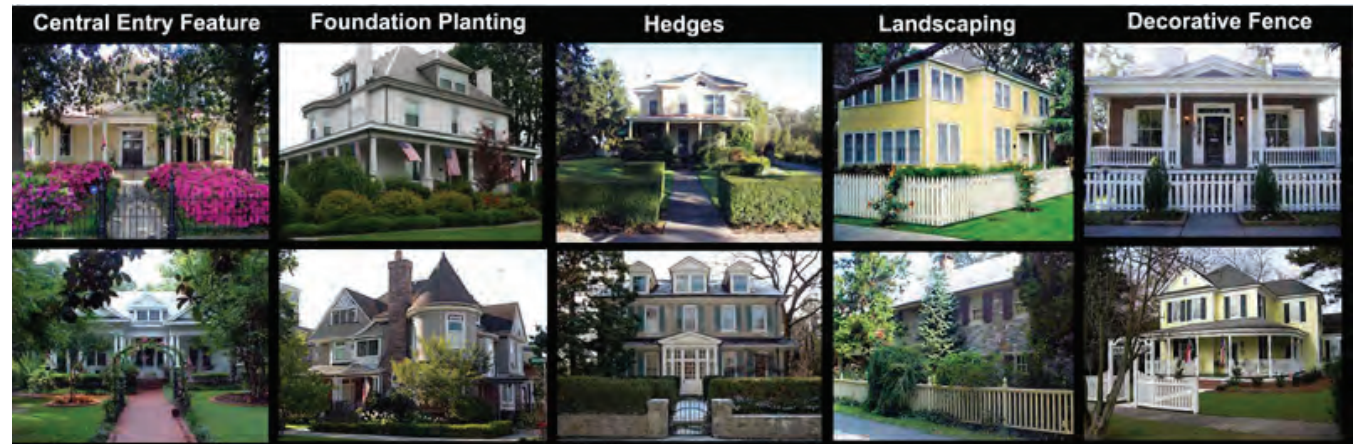 Central Entry Feature
Foundation Planting
Hedges
Landscaping
Decorative Fence